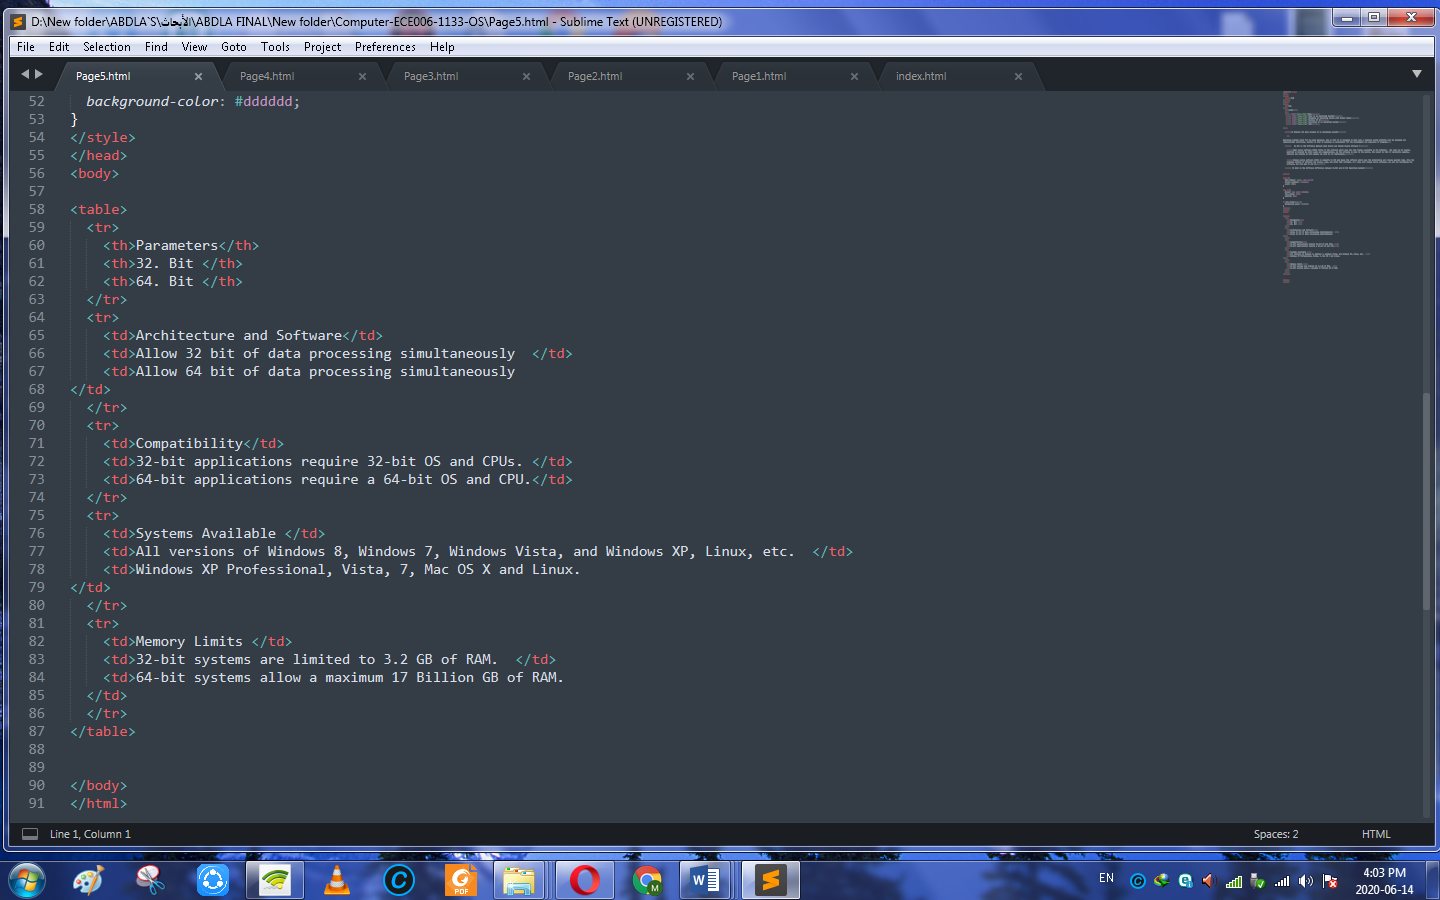 D:\New folder\ABDLA`S\الأبحاث\ABDLA FINAL\New folder\Computer-ECE006-1133-OS\Page5.html - Sublime Text (UNREGISTERED)
File Edit Selection Find View Goto Tools Project Preferences Help
Page5.html Page4.html Page3.html Page2.html Page1.html index.html
52 background-color: #dddddd;
53 }
54 </style>
55 </head>
56 <body>
57
58 <table>
59 <tr>
60 <th>Parameters</th>
61 <th>32. Bit </th>
62 <th>64. Bit </th>
63 </tr>
64 <tr>
65 <td>Architecture and Software</td>
66 <td>Allow 32 bit of data processing simultaneously  </td>
67 <td>Allow 64 bit of data processing simultaneously
68 </td>
69 </tr>
70 <tr>
71 <td>Compatibility</td>
72 <td>32-bit applications require 32-bit OS and CPUs. </td>
73 <td>64-bit applications require a 64-bit OS and CPU.</td>
74 </tr>
75 <tr>
76 <td>Systems Available </td>
77 <td>All versions of Windows 8, Windows 7, Windows Vista, and Windows XP, Linux, etc.  </td>
78 <td>Windows XP Professional, Vista, 7, Mac OS X and Linux.
79 </td>
80 </tr>
81 <tr>
82 <td>Memory Limits </td>
83 <td>32-bit systems are limited to 3.2 GB of RAM.  </td>
84 <td>64-bit systems allow a maximum 17 Billion GB of RAM.
85 </td>
86 </tr>
87 </table>
88
89
90 </body>
91 </html>
Line 1, Column 1 Spaces: 2 HTML
PDF
M
W
EN
4:03 PM
2020-06-14